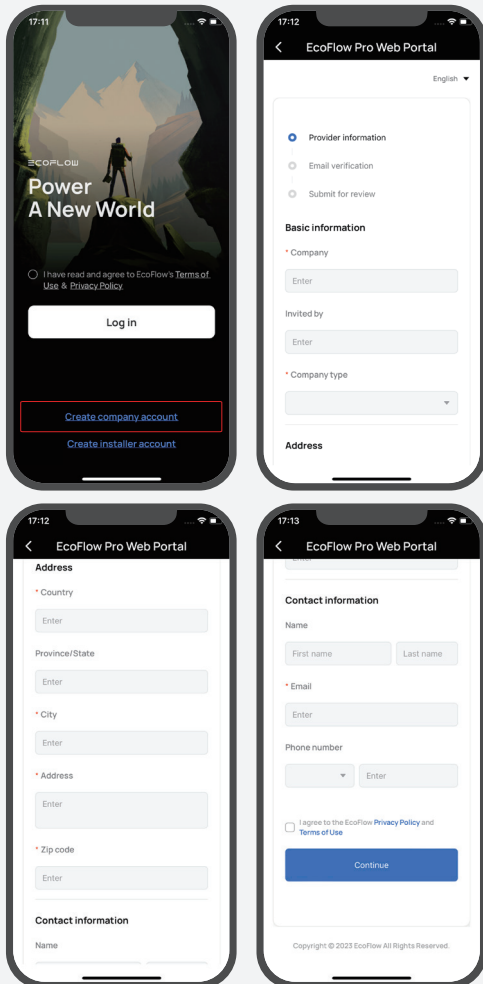 17:11
ECOFLOW
Power
A New World
I have read and agree to EcoFlow's Terms of
Use & Privacy Policy
Log in
Create company account
Create installer account
17:12
EcoFlow Pro Web Portal
English
Provider information
Email verification
Submit for review
Basic information
* Company
Enter
Invited by
Enter
* Company type
Address
17:12
EcoFlow Pro Web Portal
Address
* Country
Enter
Province/State
Enter
* City
Enter
* Address
Enter
* Zip code
Enter
Contact information
Name
17:13
EcoFlow Pro Web Portal
Contact information
Name
First name Last name
* Email
Enter
Phone number
Enter
I agree to the EcoFlow Privacy Policy and
Terms of Use
Continue
Copyright © 2023 EcoFlow All Rights Reserved.